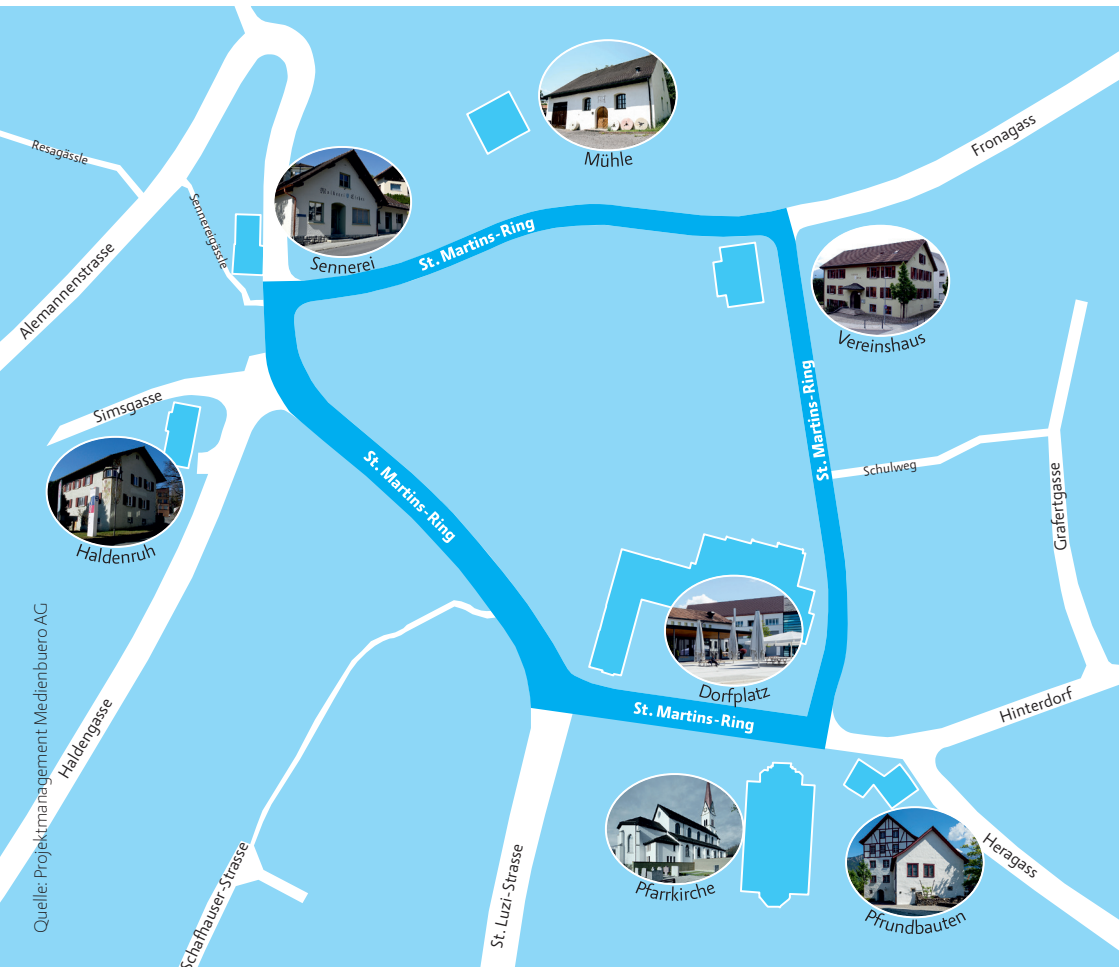 Mühle
Fronagass
Resagässle
Sennereigässle
Sennerei
St. Martins-Ring
Alemannenstrasse
Vereinshaus
St. Martins-Ring
Simsgasse
St. Martins-Ring
Schulweg
Grafertgasse
Haldenruh
Dorfplatz
St. Martins-Ring
Hinterdorf
Haldengasse
Quelle: Projektmanagement Medienbuero AG
Pfarrkirche
Pfrundbauten
Heragass
Schafhauser-Strasse
St. Luzi-Strasse